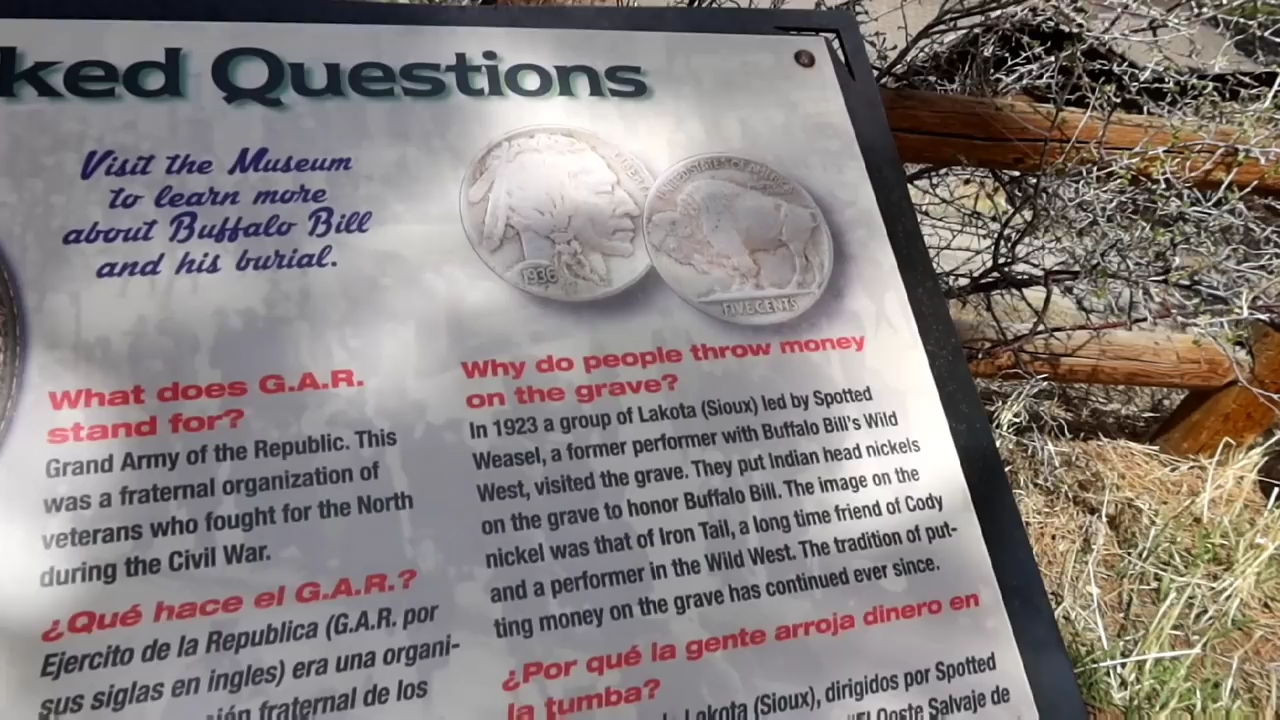 ked Questions
Visit the Museum
to learn more
about Buffalo Bill
and his burial.
1936
UNITED STATES OF AMERICA
FIVE CENTS
What does G.A.R.
stand for?
Grand Army of the Republic. This
was a fraternal organization of
veterans who fought for the North
during the Civil War.
¿Qué hace el G.A.R.?
Ejercito de la Republica (G.A.R. por
sus siglas en ingles) era una organi-
fraternal de los
Why do people throw money
on the grave?
In 1923 a group of Lakota (Sioux) led by Spotted
Weasel, a former performer with Buffalo Bill's Wild
West, visited the grave. They put Indian head nickels
on the grave to honor Buffalo Bill. The image on the
nickel was that of Iron Tail, a long time friend of Cody
and a performer in the Wild West. The tradition of put-
ting money on the grave has continued ever since.
¿Por qué la gente arroja dinero en
la tumba?
Lakota (Sioux), dirigidos por Spotted
Oeste Salvaje de